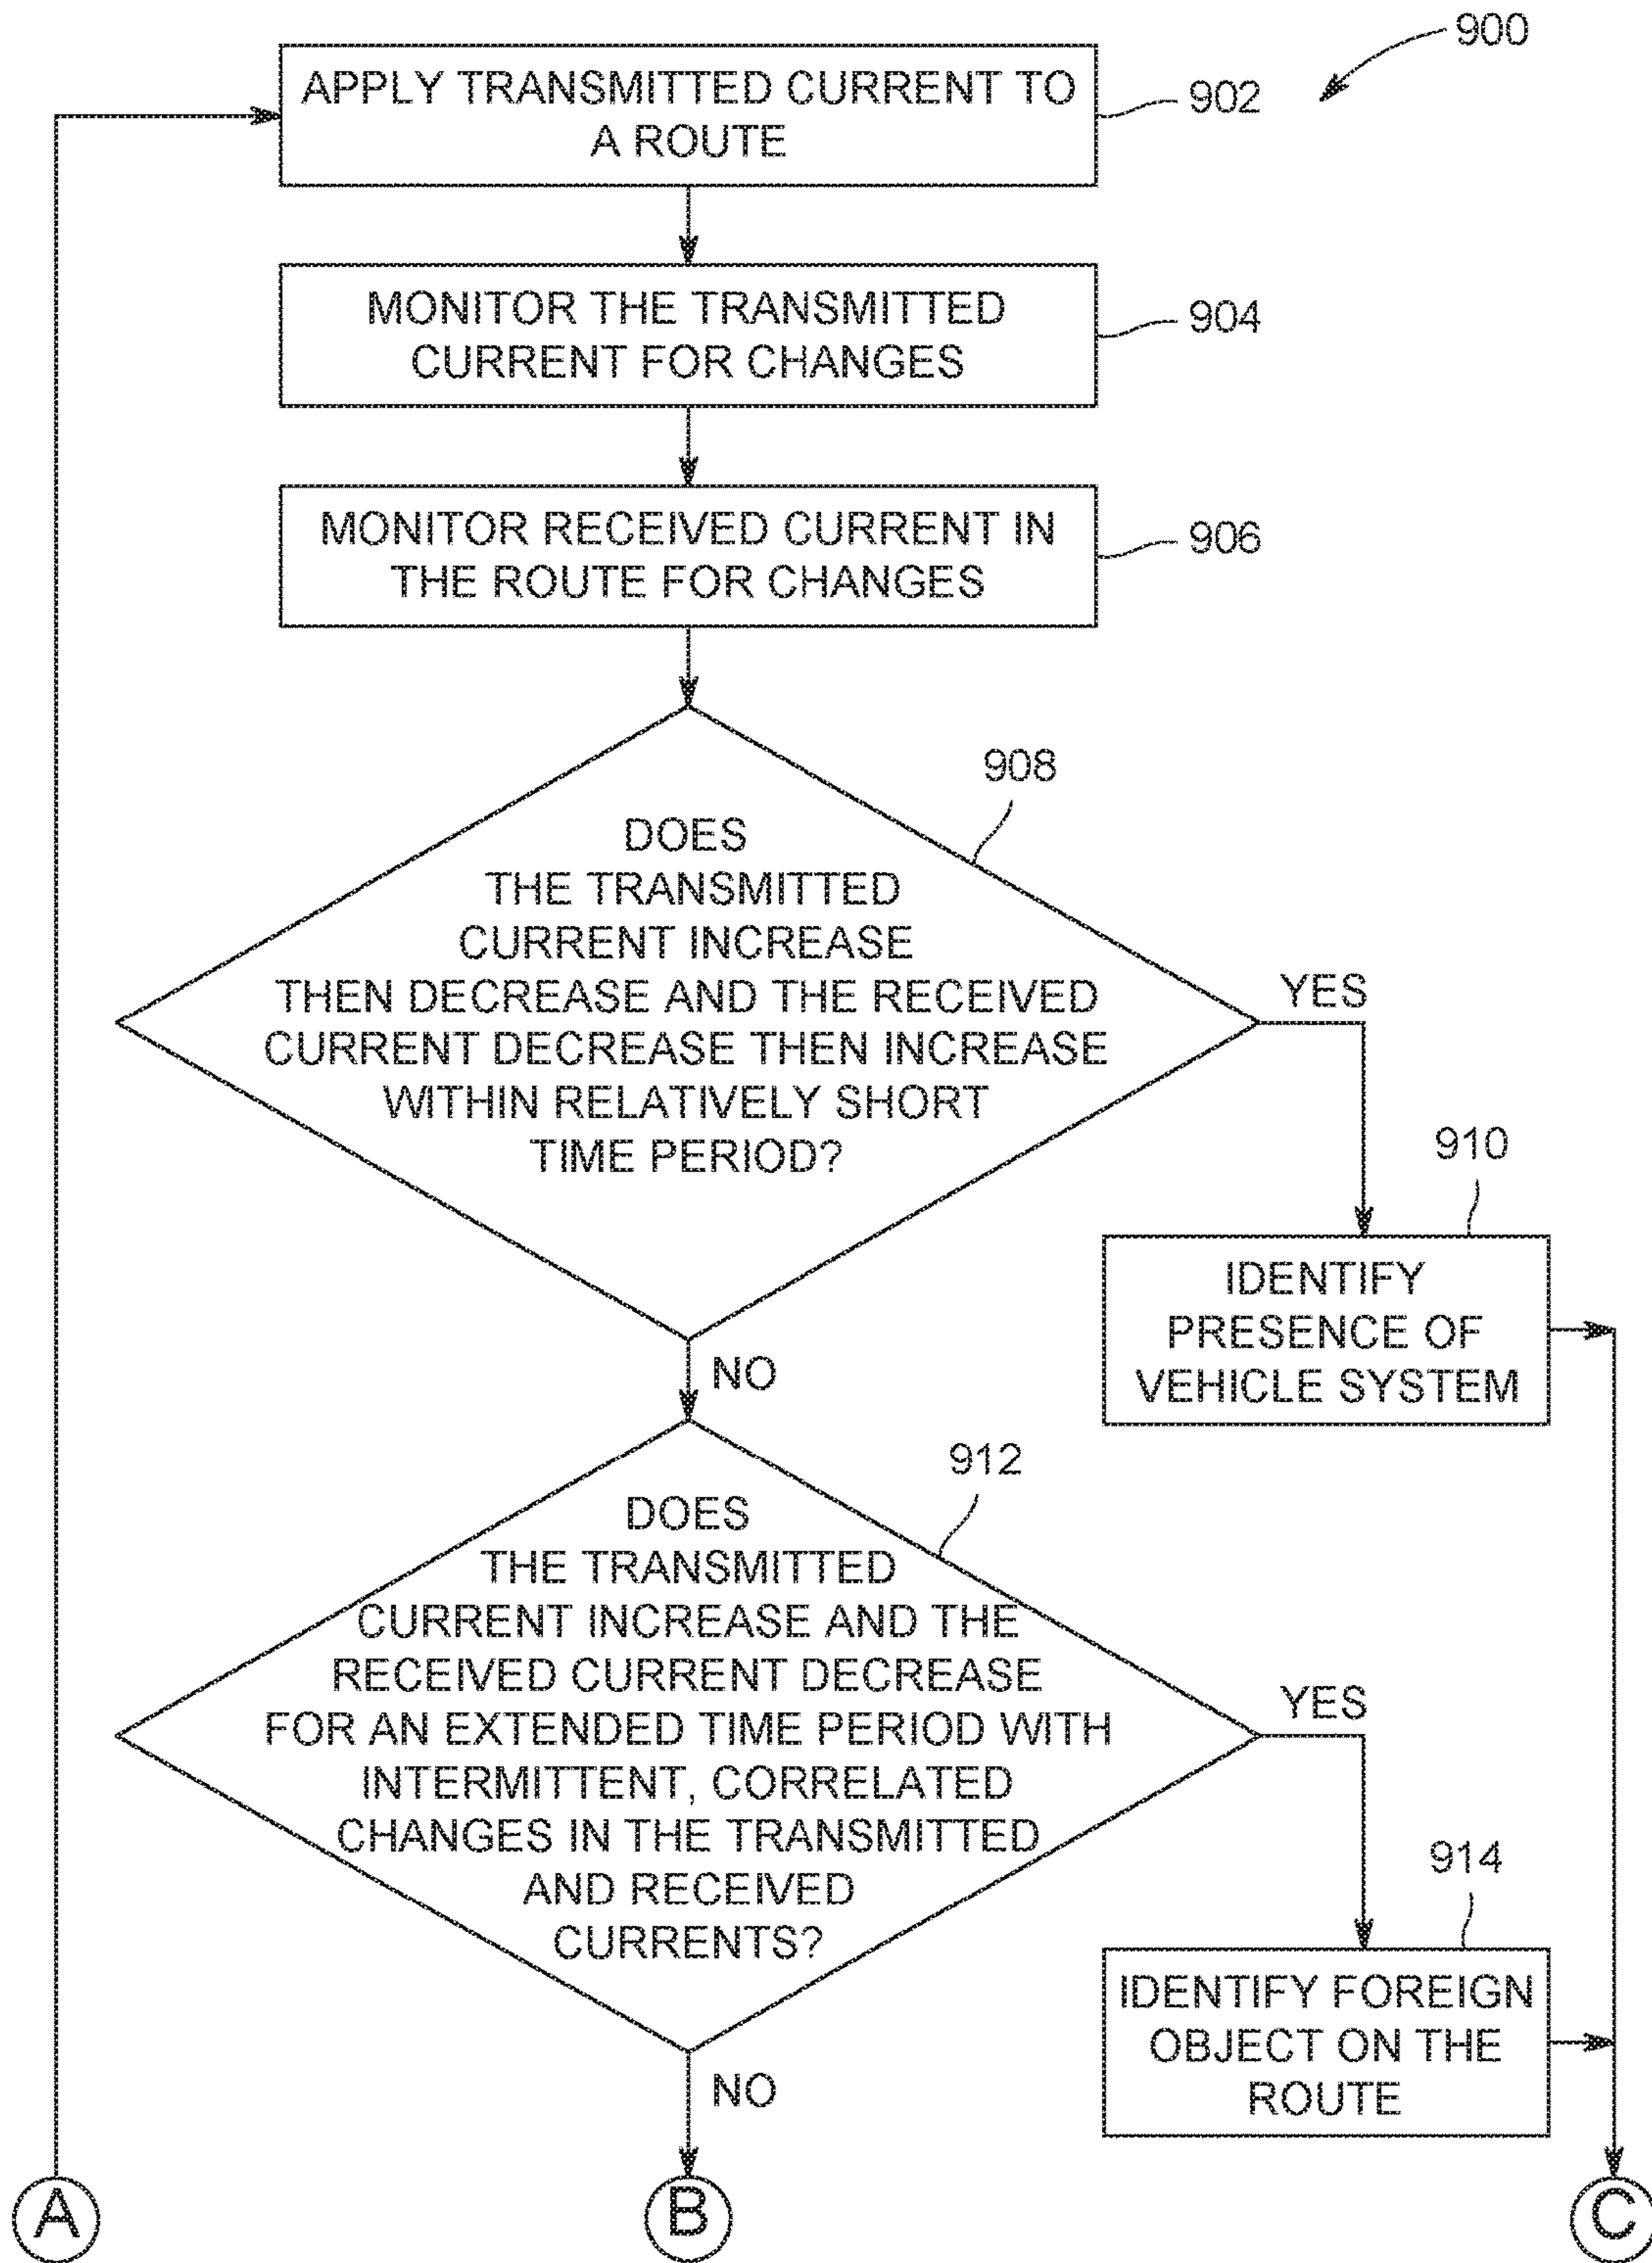 900
APPLY TRANSMITTED CURRENT TO
A ROUTE
902
MONITOR THE TRANSMITTED
CURRENT FOR CHANGES
904
MONITOR RECEIVED CURRENT IN
THE ROUTE FOR CHANGES
906
908
DOES
THE TRANSMITTED
CURRENT INCREASE
THEN DECREASE AND THE RECEIVED
CURRENT DECREASE THEN INCREASE
WITHIN RELATIVELY SHORT
TIME PERIOD?
YES
910
IDENTIFY
PRESENCE OF
VEHICLE SYSTEM
NO
912
DOES
THE TRANSMITTED
CURRENT INCREASE AND THE
RECEIVED CURRENT DECREASE
FOR AN EXTENDED TIME PERIOD WITH
INTERMITTENT, CORRELATED
CHANGES IN THE TRANSMITTED
AND RECEIVED
CURRENTS?
YES
914
IDENTIFY FOREIGN
OBJECT ON THE
ROUTE
NO
A
B
C